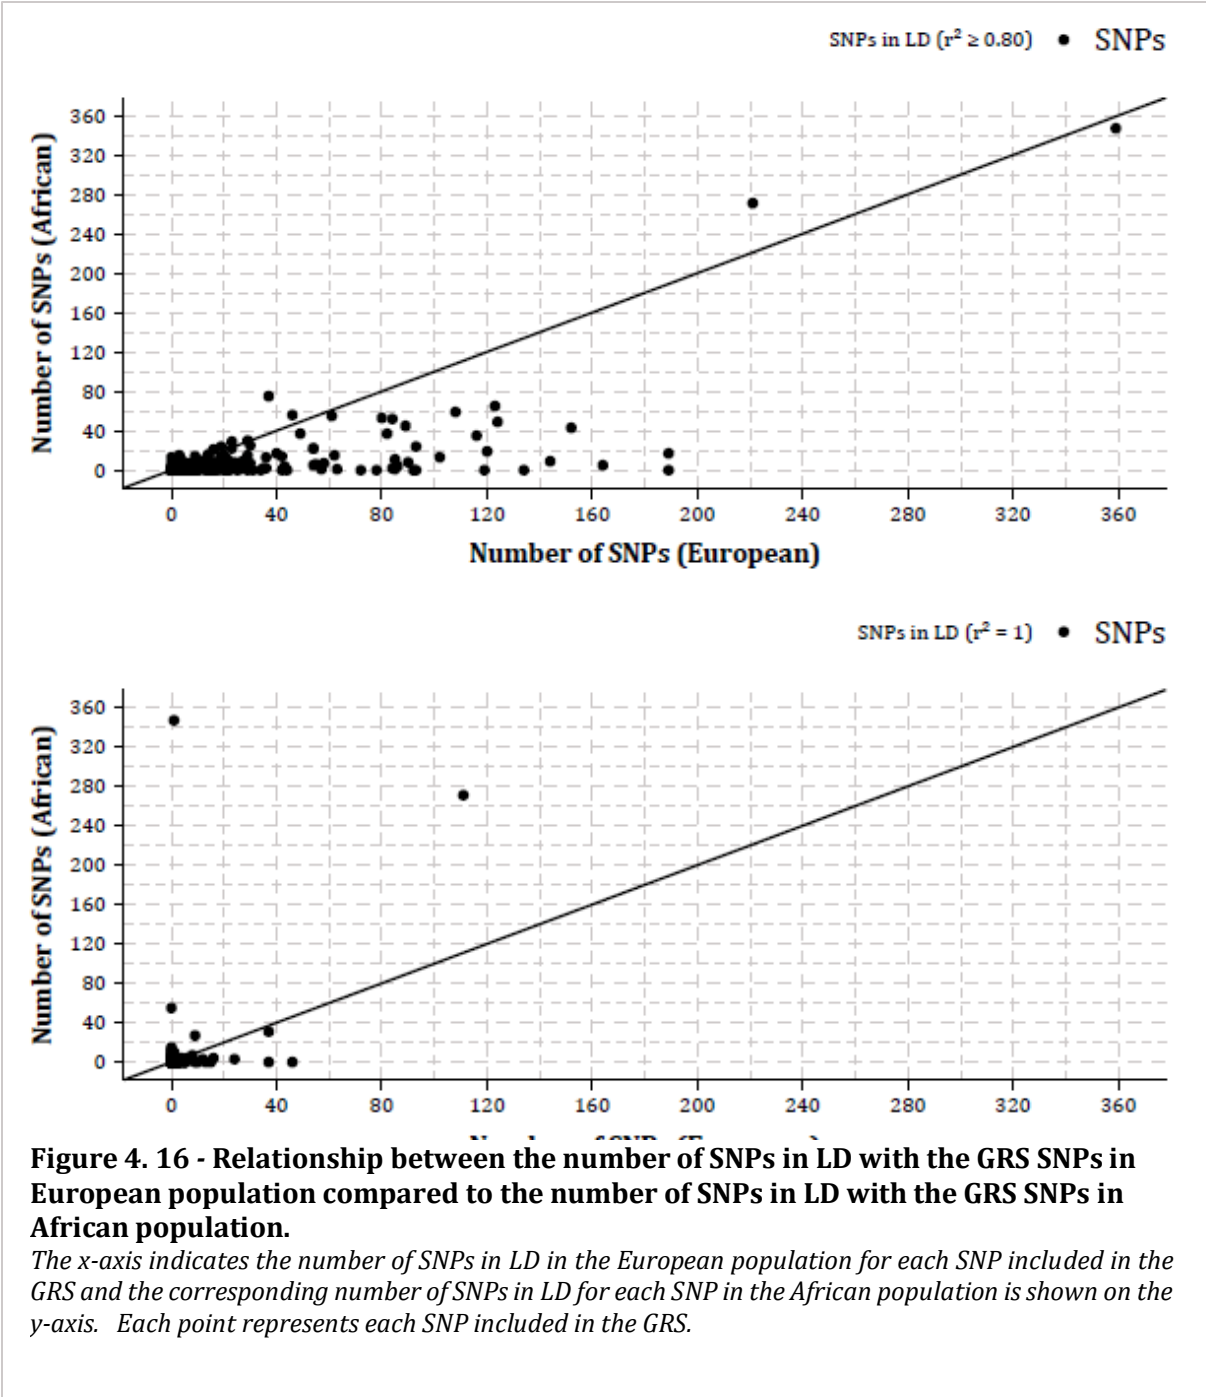 SNPs in LD (r² ≥ 0.80) • SNPs
Number of SNPs (African)
360
320
280
240
200
160
120
80
40
0
0 40 80 120 160 200 240 280 320 360
Number of SNPs (European)
SNPs in LD (r² = 1) • SNPs
Number of SNPs (African)
360
320
280
240
200
160
120
80
40
0
0 40 80 120 160 200 240 280 320 360
Figure 4. 16 - Relationship between the number of SNPs in LD with the GRS SNPs in
European population compared to the number of SNPs in LD with the GRS SNPs in
African population.
The x-axis indicates the number of SNPs in LD in the European population for each SNP included in the
GRS and the corresponding number of SNPs in LD for each SNP in the African population is shown on the
y-axis. Each point represents each SNP included in the GRS.